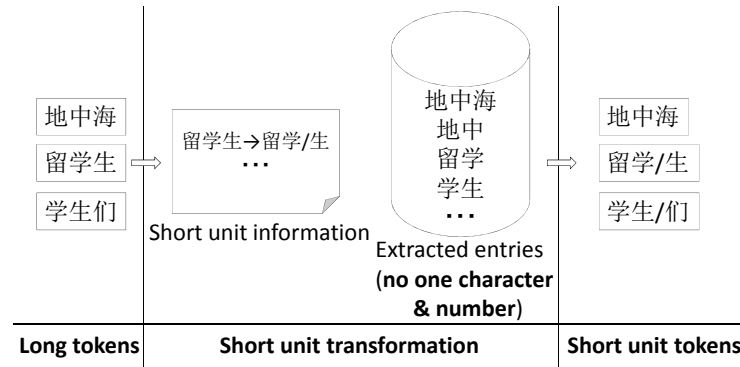 地中海
留学生
学生们
留学生→留学/生
...
Short unit information
地中海
地中
留学
学生
...
Extracted entries
(no one character
& number)
地中海
留学/生
学生/们
Long tokens
Short unit transformation
Short unit tokens